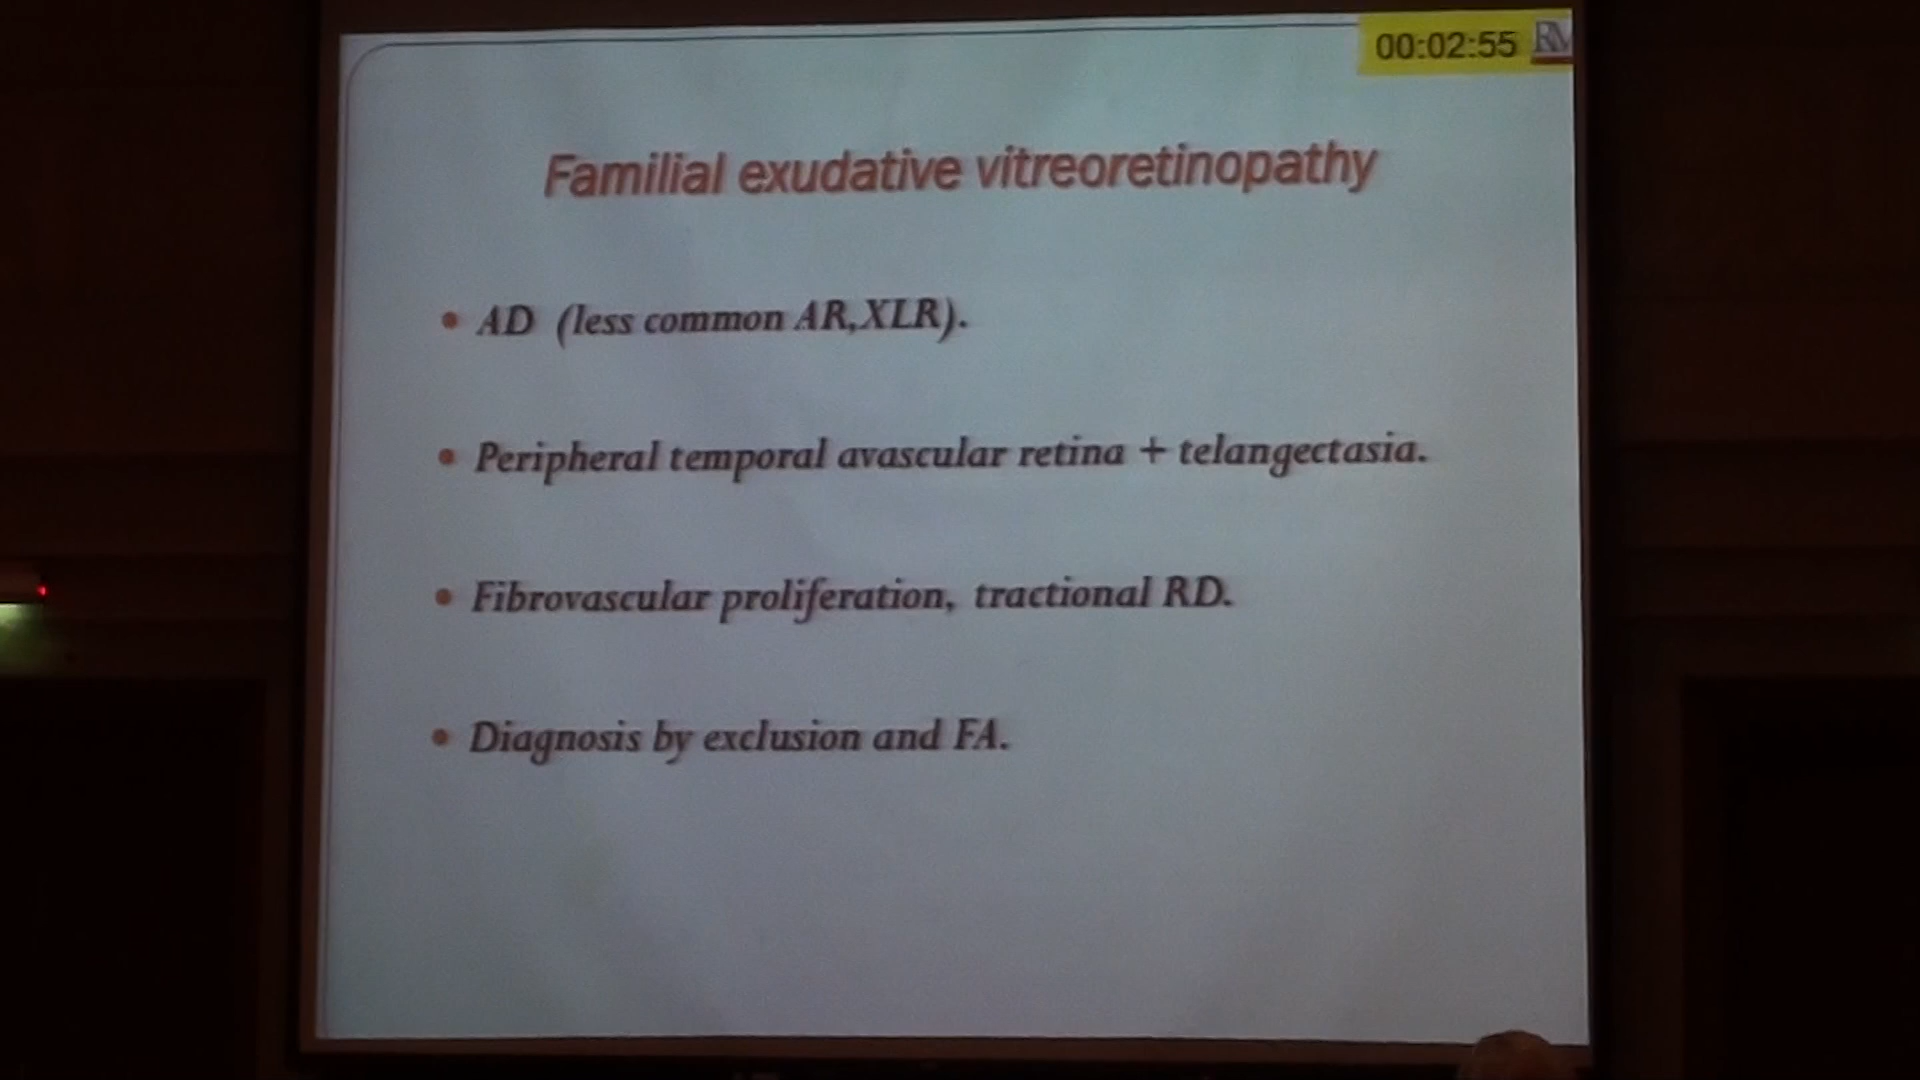 00:02:55 RV
Familial exudative vitreoretinopathy
• AD (less common AR,XLR).
• Peripheral temporal avascular retina + telangectasia.
• Fibrovascular proliferation, tractional RD.
• Diagnosis by exclusion and FA.